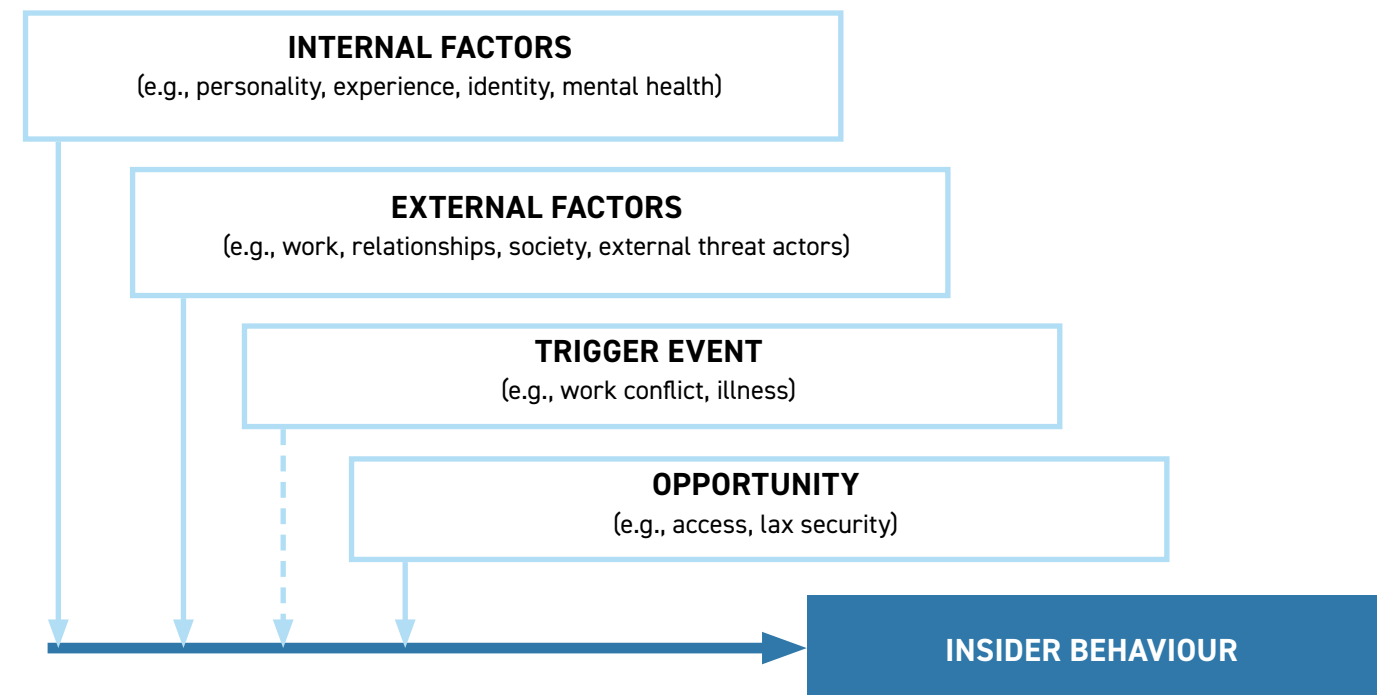 INTERNAL FACTORS
(e.g., personality, experience, identity, mental health)
EXTERNAL FACTORS
(e.g., work, relationships, society, external threat actors)
TRIGGER EVENT
(e.g., work conflict, illness)
OPPORTUNITY
(e.g., access, lax security)
INSIDER BEHAVIOUR